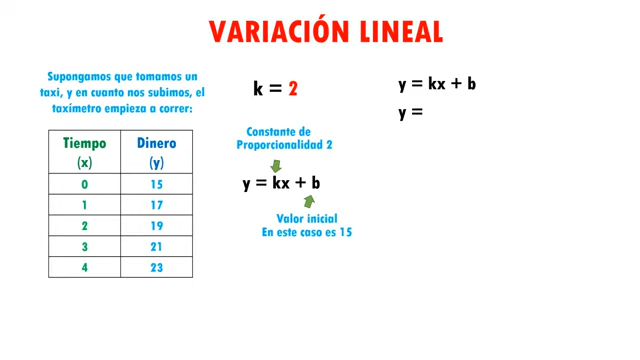 VARIACIÓN LINEAL
Supongamos que tomamos un
taxi, y en cuanto nos subimos, el
taxímetro empieza a correr:
Tiempo (x) Dinero (y)
0 15
1 17
2 19
3 21
4 23
k = 2
Constante de
Proporcionalidad 2
y = kx + b
Valor inicial
En este caso es 15
y = kx + b
y =